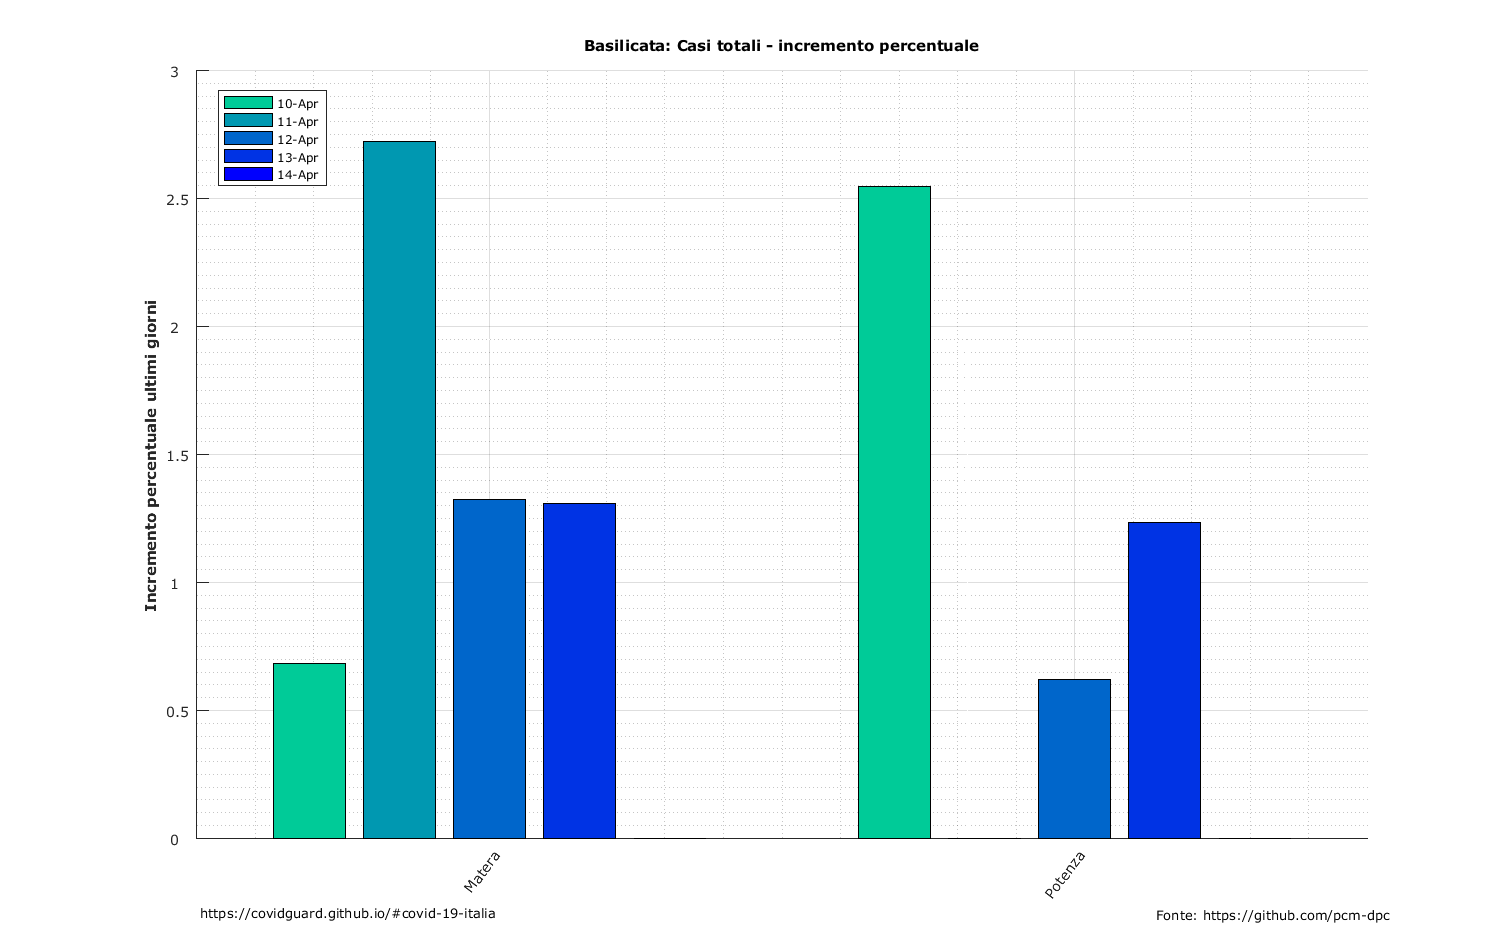 Basilicata: Casi totali - incremento percentuale
3
2.5
2
1.5
1
0.5
0
Incremento percentuale ultimi giorni
10-Apr
11-Apr
12-Apr
13-Apr
14-Apr
Matera
Potenza
https://covidguard.github.io/#covid-19-italia
Fonte: https://github.com/pcm-dpc